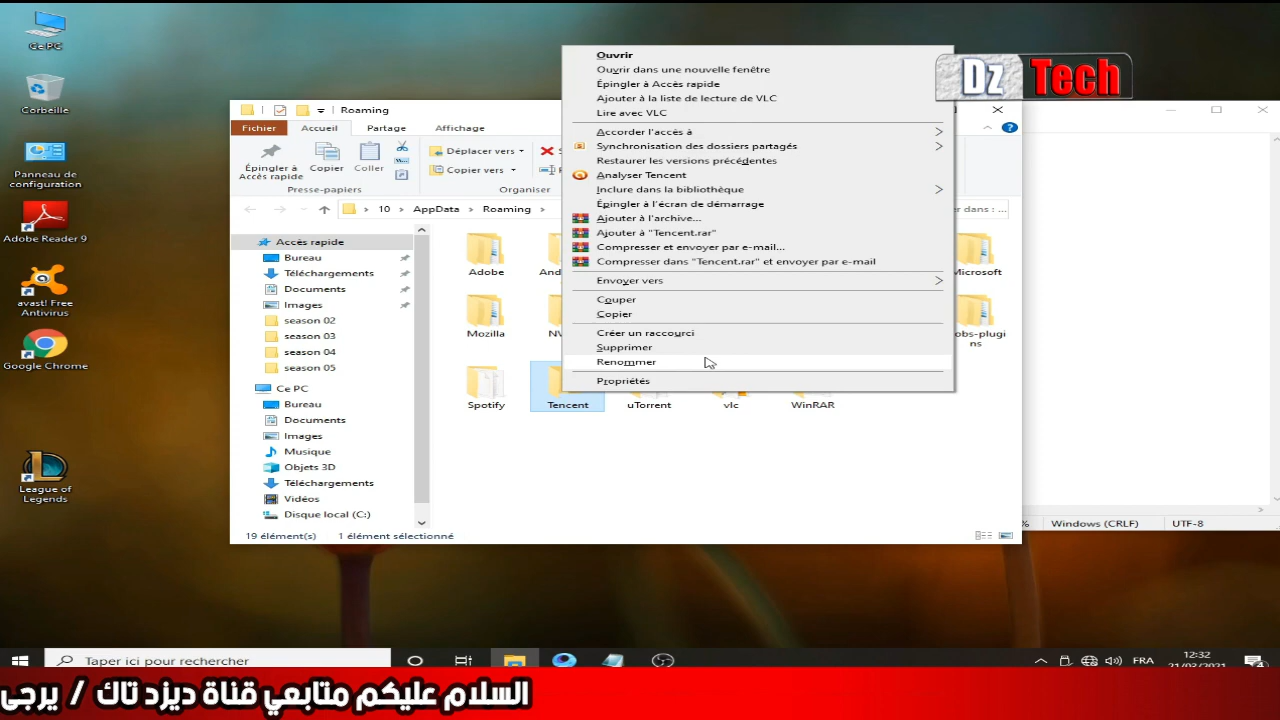 Ce PC
Corbeille
Panneau de
configuration
Adobe Reader 9
avast! Free
Antivirus
Google Chrome
League of
Legends
Roaming
Fichier
Accueil
Partage
Affichage
Épingler à
Accès rapide
Copier
Coller
Déplacer vers
Copier vers
Presse-papiers
Organiser
10 > AppData > Roaming >
er dans : ...
Accès rapide
Bureau
Téléchargements
Documents
Images
season 02
season 03
season 04
season 05
Ce PC
Bureau
Documents
Images
Musique
Objets 3D
Téléchargements
Vidéos
Disque local (C:)
Adobe
Microsoft
Mozilla
obs-plugi
ns
Spotify
Tencent
uTorrent
vlc
WinRAR
19 élément(s)
1 élément sélectionné
Ouvrir
Ouvrir dans une nouvelle fenêtre
Épingler à Accès rapide
Ajouter à la liste de lecture de VLC
Lire avec VLC
Accorder l'accès à
Synchronisation des dossiers partagés
Restaurer les versions précédentes
Analyser Tencent
Inclure dans la bibliothèque
Épingler à l'écran de démarrage
Ajouter à l'archive...
Ajouter à "Tencent.rar"
Compresser et envoyer par e-mail...
Compresser dans "Tencent.rar" et envoyer par e-mail
Envoyer vers
Couper
Copier
Créer un raccourci
Supprimer
Renommer
Propriétés
Dz Tech
%
Windows (CRLF)
UTF-8
Taper ici pour rechercher
FRA
12:32
21/03/2021
السلام عليكم متابعي قناة ديزد تاك / يرجى